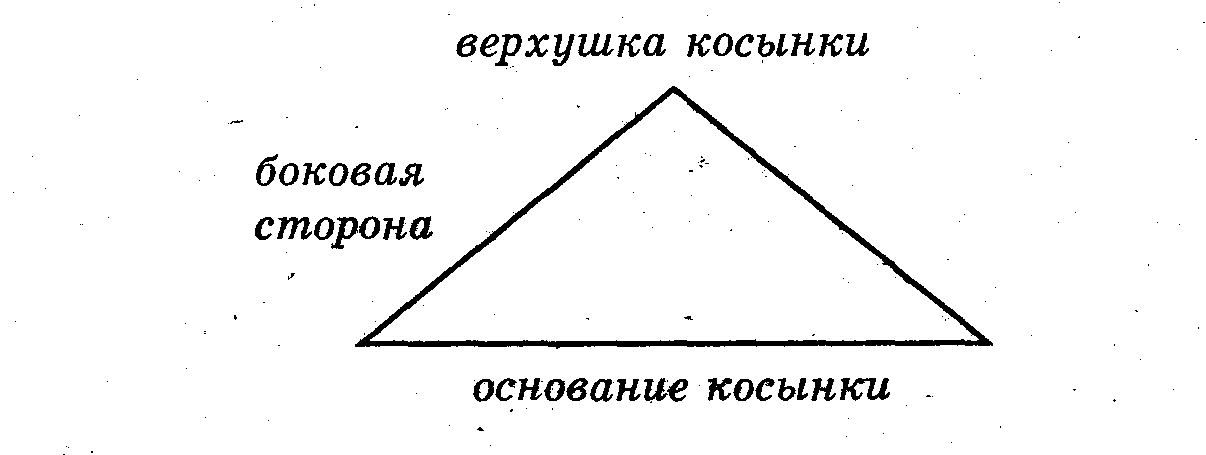 верхушка косынки
боковая
сторона
основание косынки